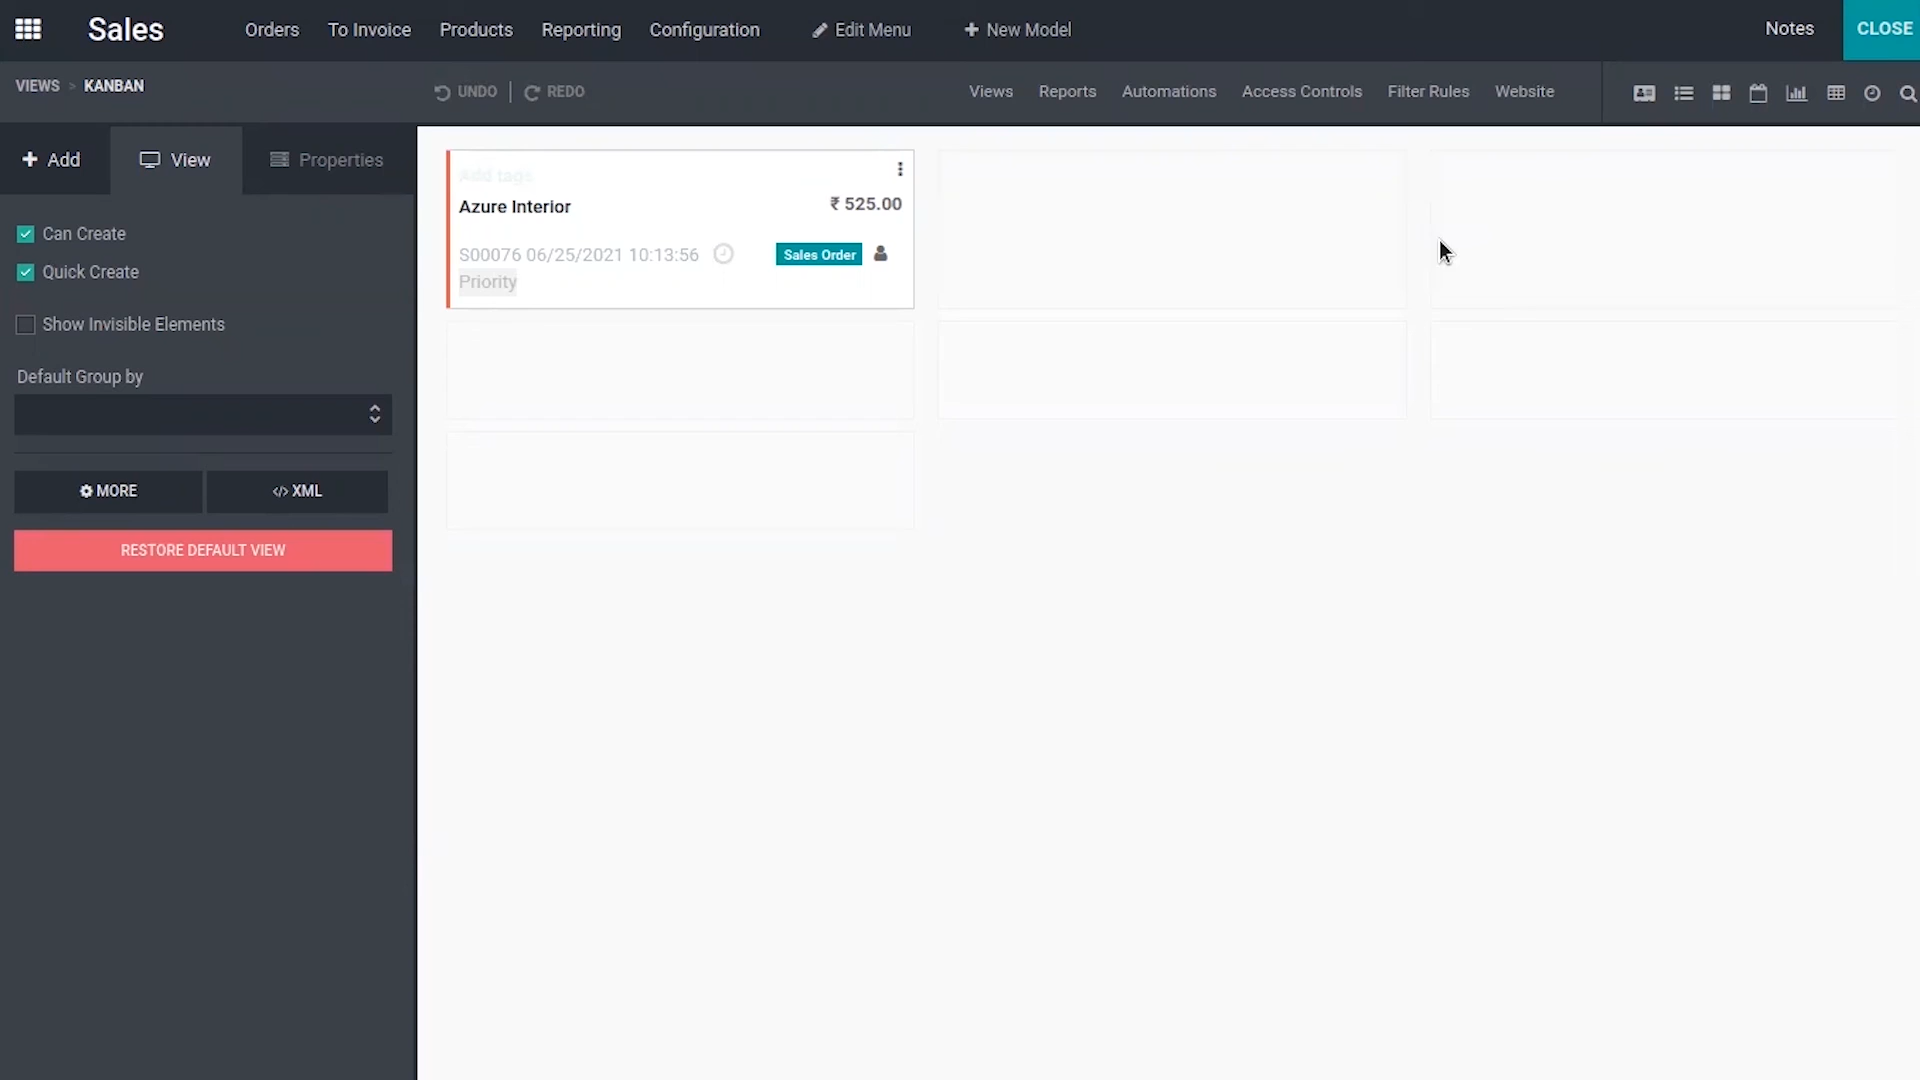 Sales
Orders
To Invoice
Products
Reporting
Configuration
Edit Menu
New Model
Notes
CLOSE
VIEWS > KANBAN
UNDO
REDO
Views
Reports
Automations
Access Controls
Filter Rules
Website
Add
View
Properties
Can Create
Quick Create
Show Invisible Elements
Default Group by
MORE
</> XML
RESTORE DEFAULT VIEW
Add tags
Azure Interior
₹ 525.00
S00076 06/25/2021 10:13:56
Sales Order
Priority